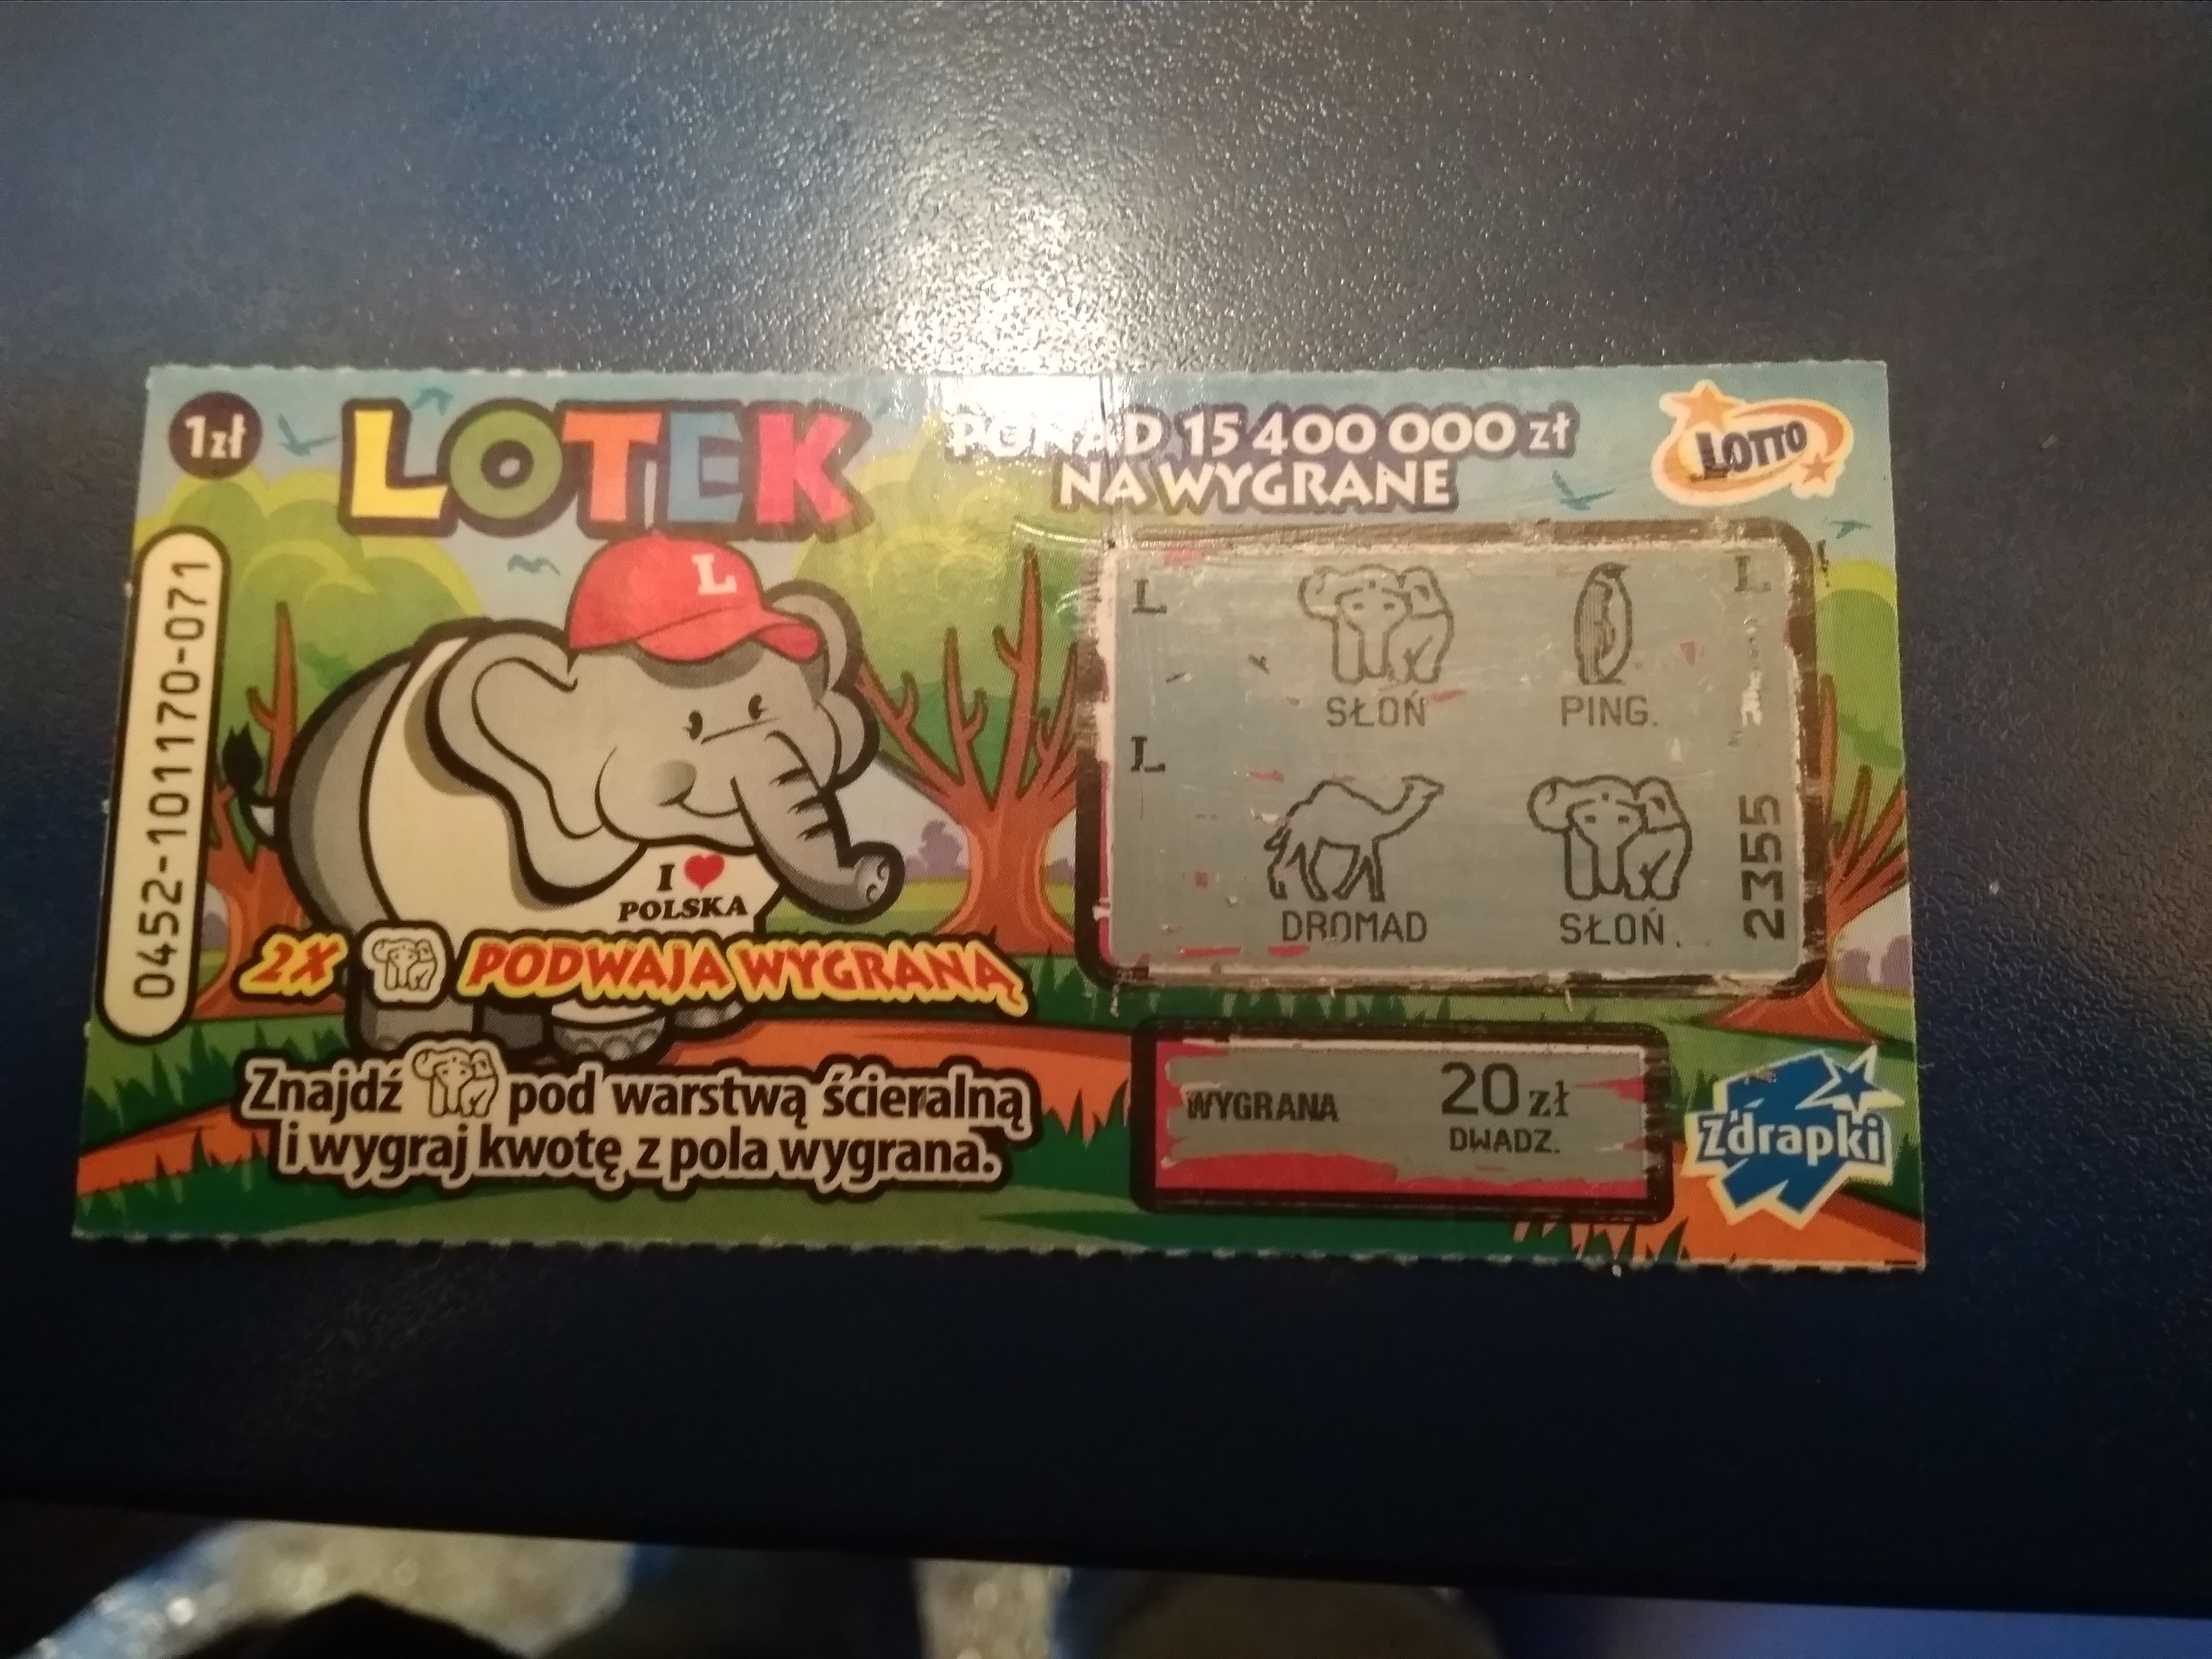 1zł
LOTEK
PONAD 15 400 000 zł
NA WYGRANE
LOTTO
0452-101170-071
L
I ❤ POLSKA
2X PODWAJA WYGRANĄ
Znajdź pod warstwą ścieralną
i wygraj kwotę z pola wygrana.
L
L
SŁOŃ
PING.
L
DROMAD
SŁOŃ.
2355
WYGRANA
20 zł
DWADZ.
Zdrapki